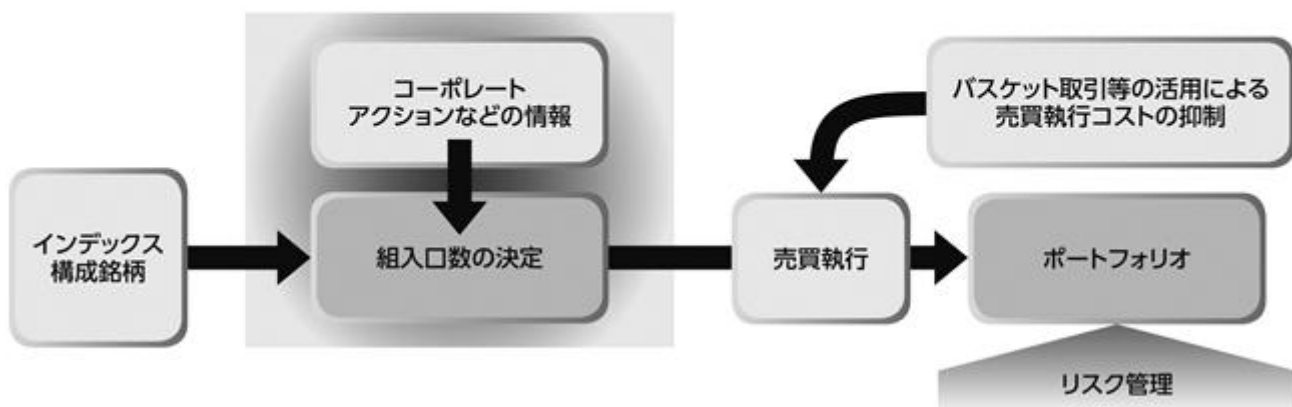 コーポレート
アクションなどの情報
バスケット取引等の活用による
売買執行コストの抑制
インデックス
構成銘柄
組入口数の決定
売買執行
ポートフォリオ
リスク管理